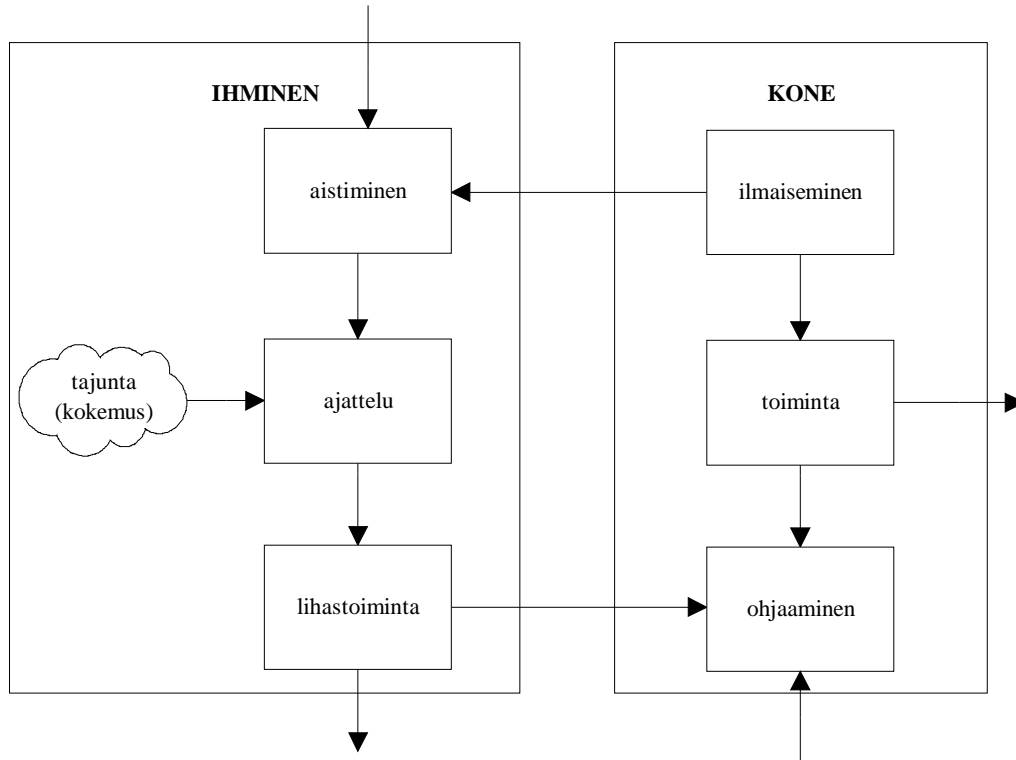 IHMINEN
KONE
aistiminen
ilmaiseminen
tajunta
(kokemus)
ajattelu
toiminta
lihastoiminta
ohjaaminen